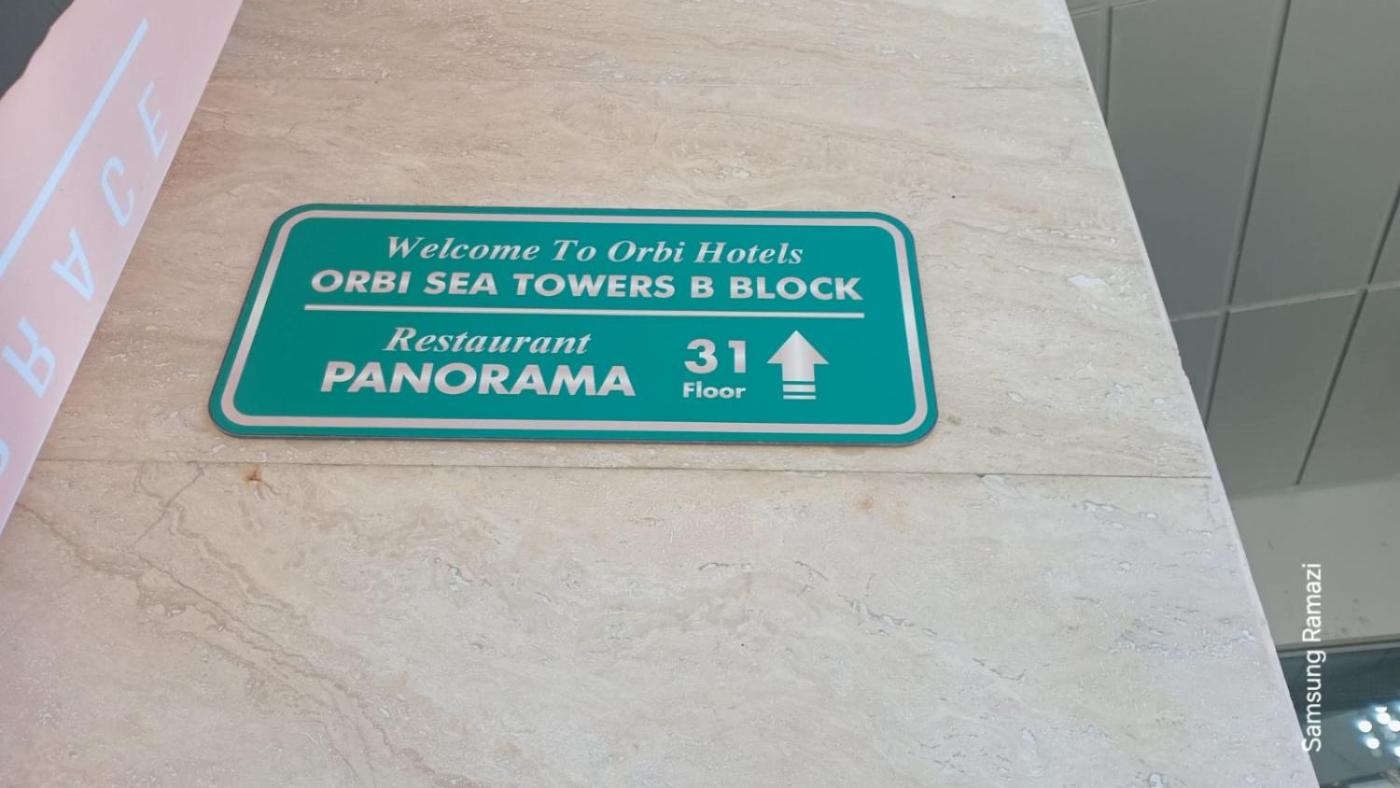 Welcome To Orbi Hotels
ORBI SEA TOWERS B BLOCK
Restaurant
PANORAMA
31
Floor
Samsung Ramazi